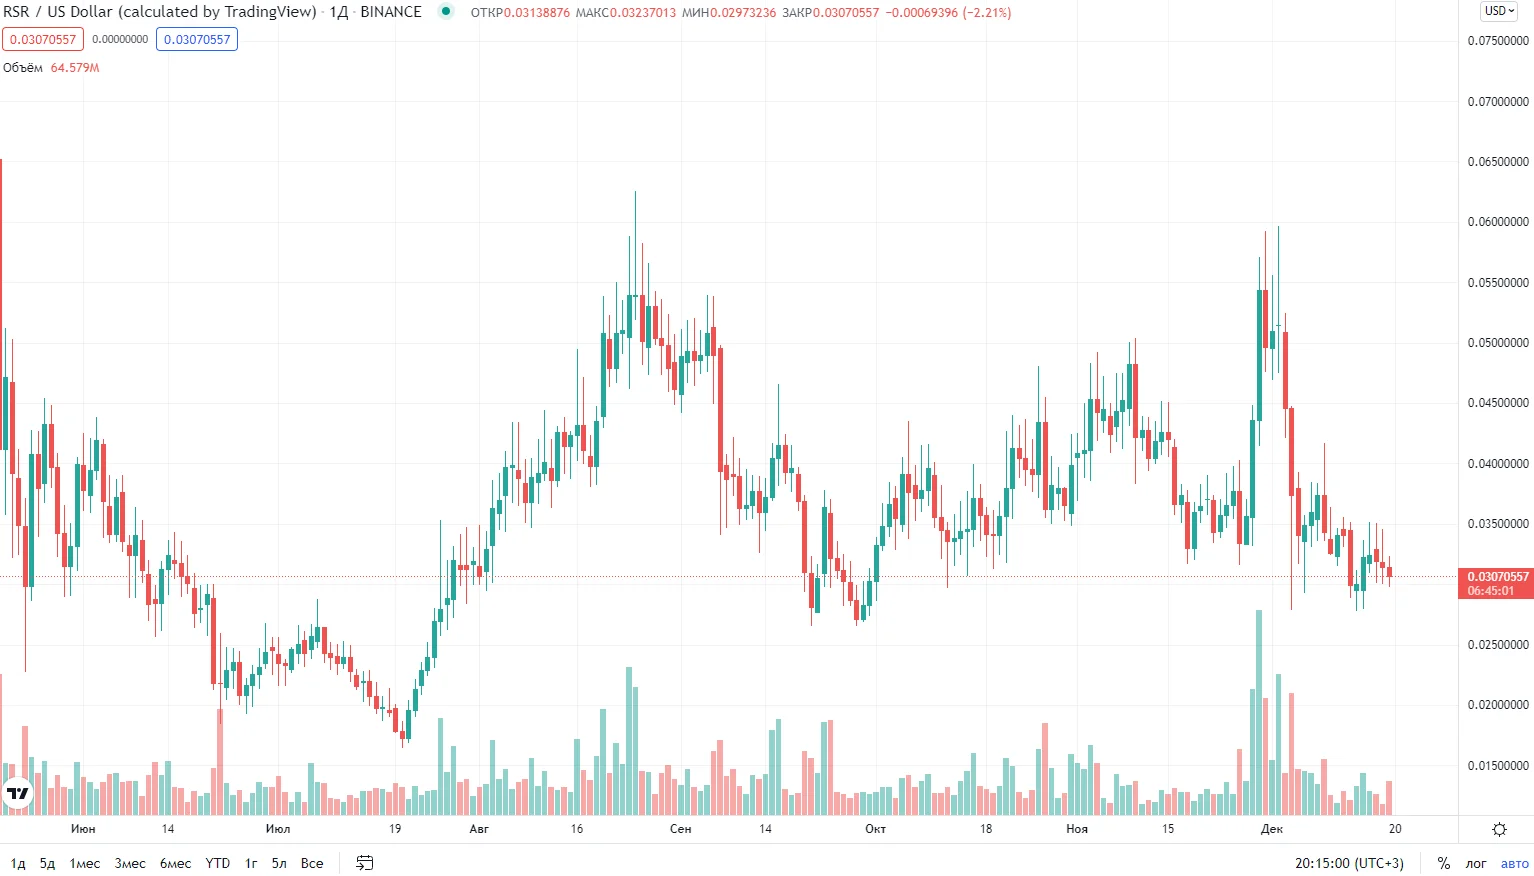 RSR / US Dollar (calculated by TradingView) · 1Д · BINANCE ОТКР0.03138876 МАКС0.03237013 МИН0.02973236 ЗАКР0.03070557 −0.00069396 (−2.21%)
USD
0.03070557 0.00000000 0.03070557
Объём 64.579M
0.07500000
0.07000000
0.06500000
0.06000000
0.05500000
0.05000000
0.04500000
0.04000000
0.03500000
0.03070557
06:45:01
0.02500000
0.02000000
0.01500000
Июн 14 Июл 19 Авг 16 Сен 14 Окт 18 Ноя 15 Дек 20
1д 5д 1мес 3мес 6мес YTD 1г 5л Все 20:15:00 (UTC+3) % лог авто